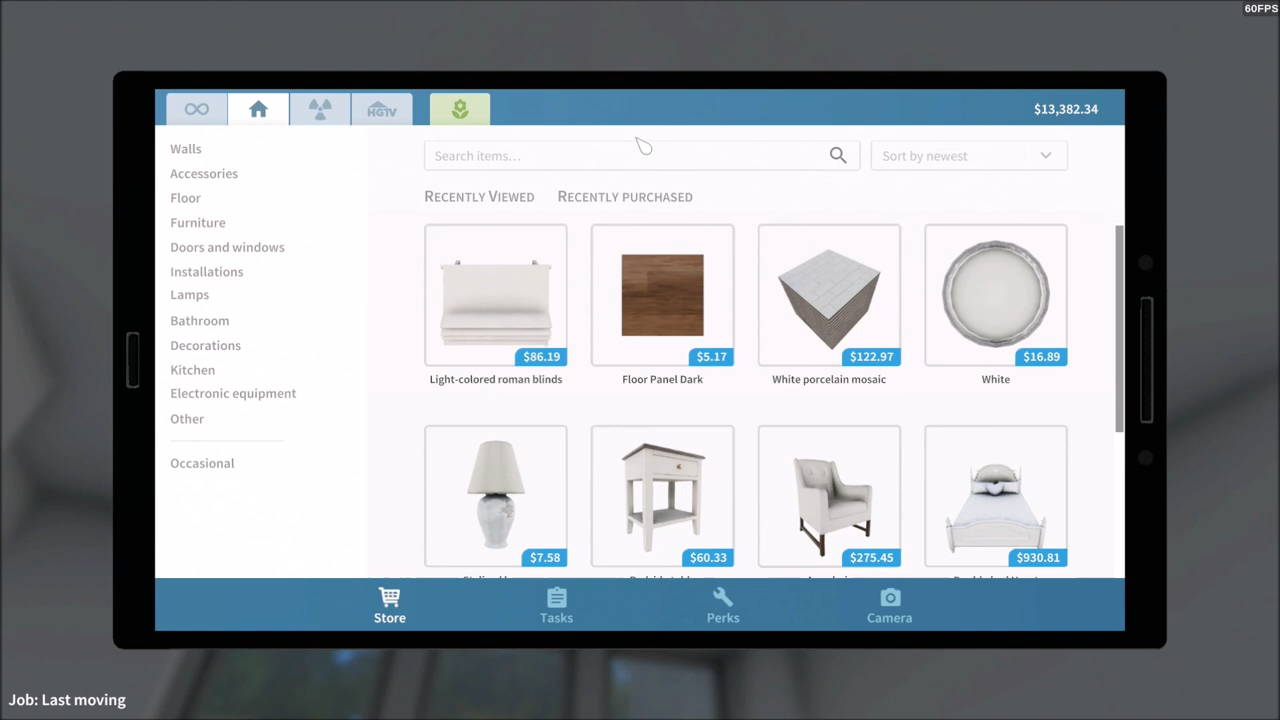 60FPS
HGTV
$13,382.34
Walls
Accessories
Floor
Furniture
Doors and windows
Installations
Lamps
Bathroom
Decorations
Kitchen
Electronic equipment
Other
Occasional
Search items...
Sort by newest
RECENTLY VIEWED RECENTLY PURCHASED
$86.19 $5.17 $122.97 $16.89
Light-colored roman blinds Floor Panel Dark White porcelain mosaic White
$7.58 $60.33 $275.45 $930.81
Store Tasks Perks Camera
Job: Last moving